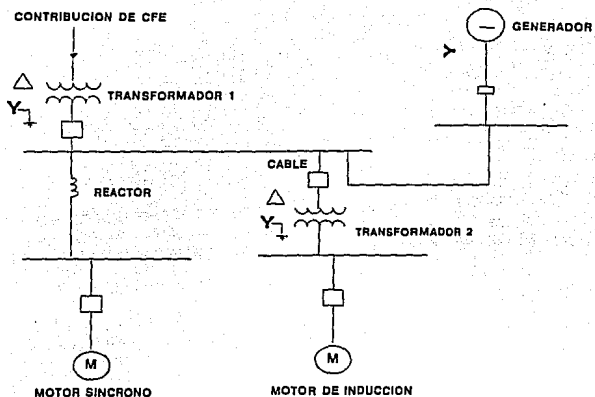 CONTRIBUCION DE CFE
GENERADOR
Y
TRANSFORMADOR 1
Y
CABLE
REACTOR
Y
TRANSFORMADOR 2
M
M
MOTOR SINCRONO
MOTOR DE INDUCCION